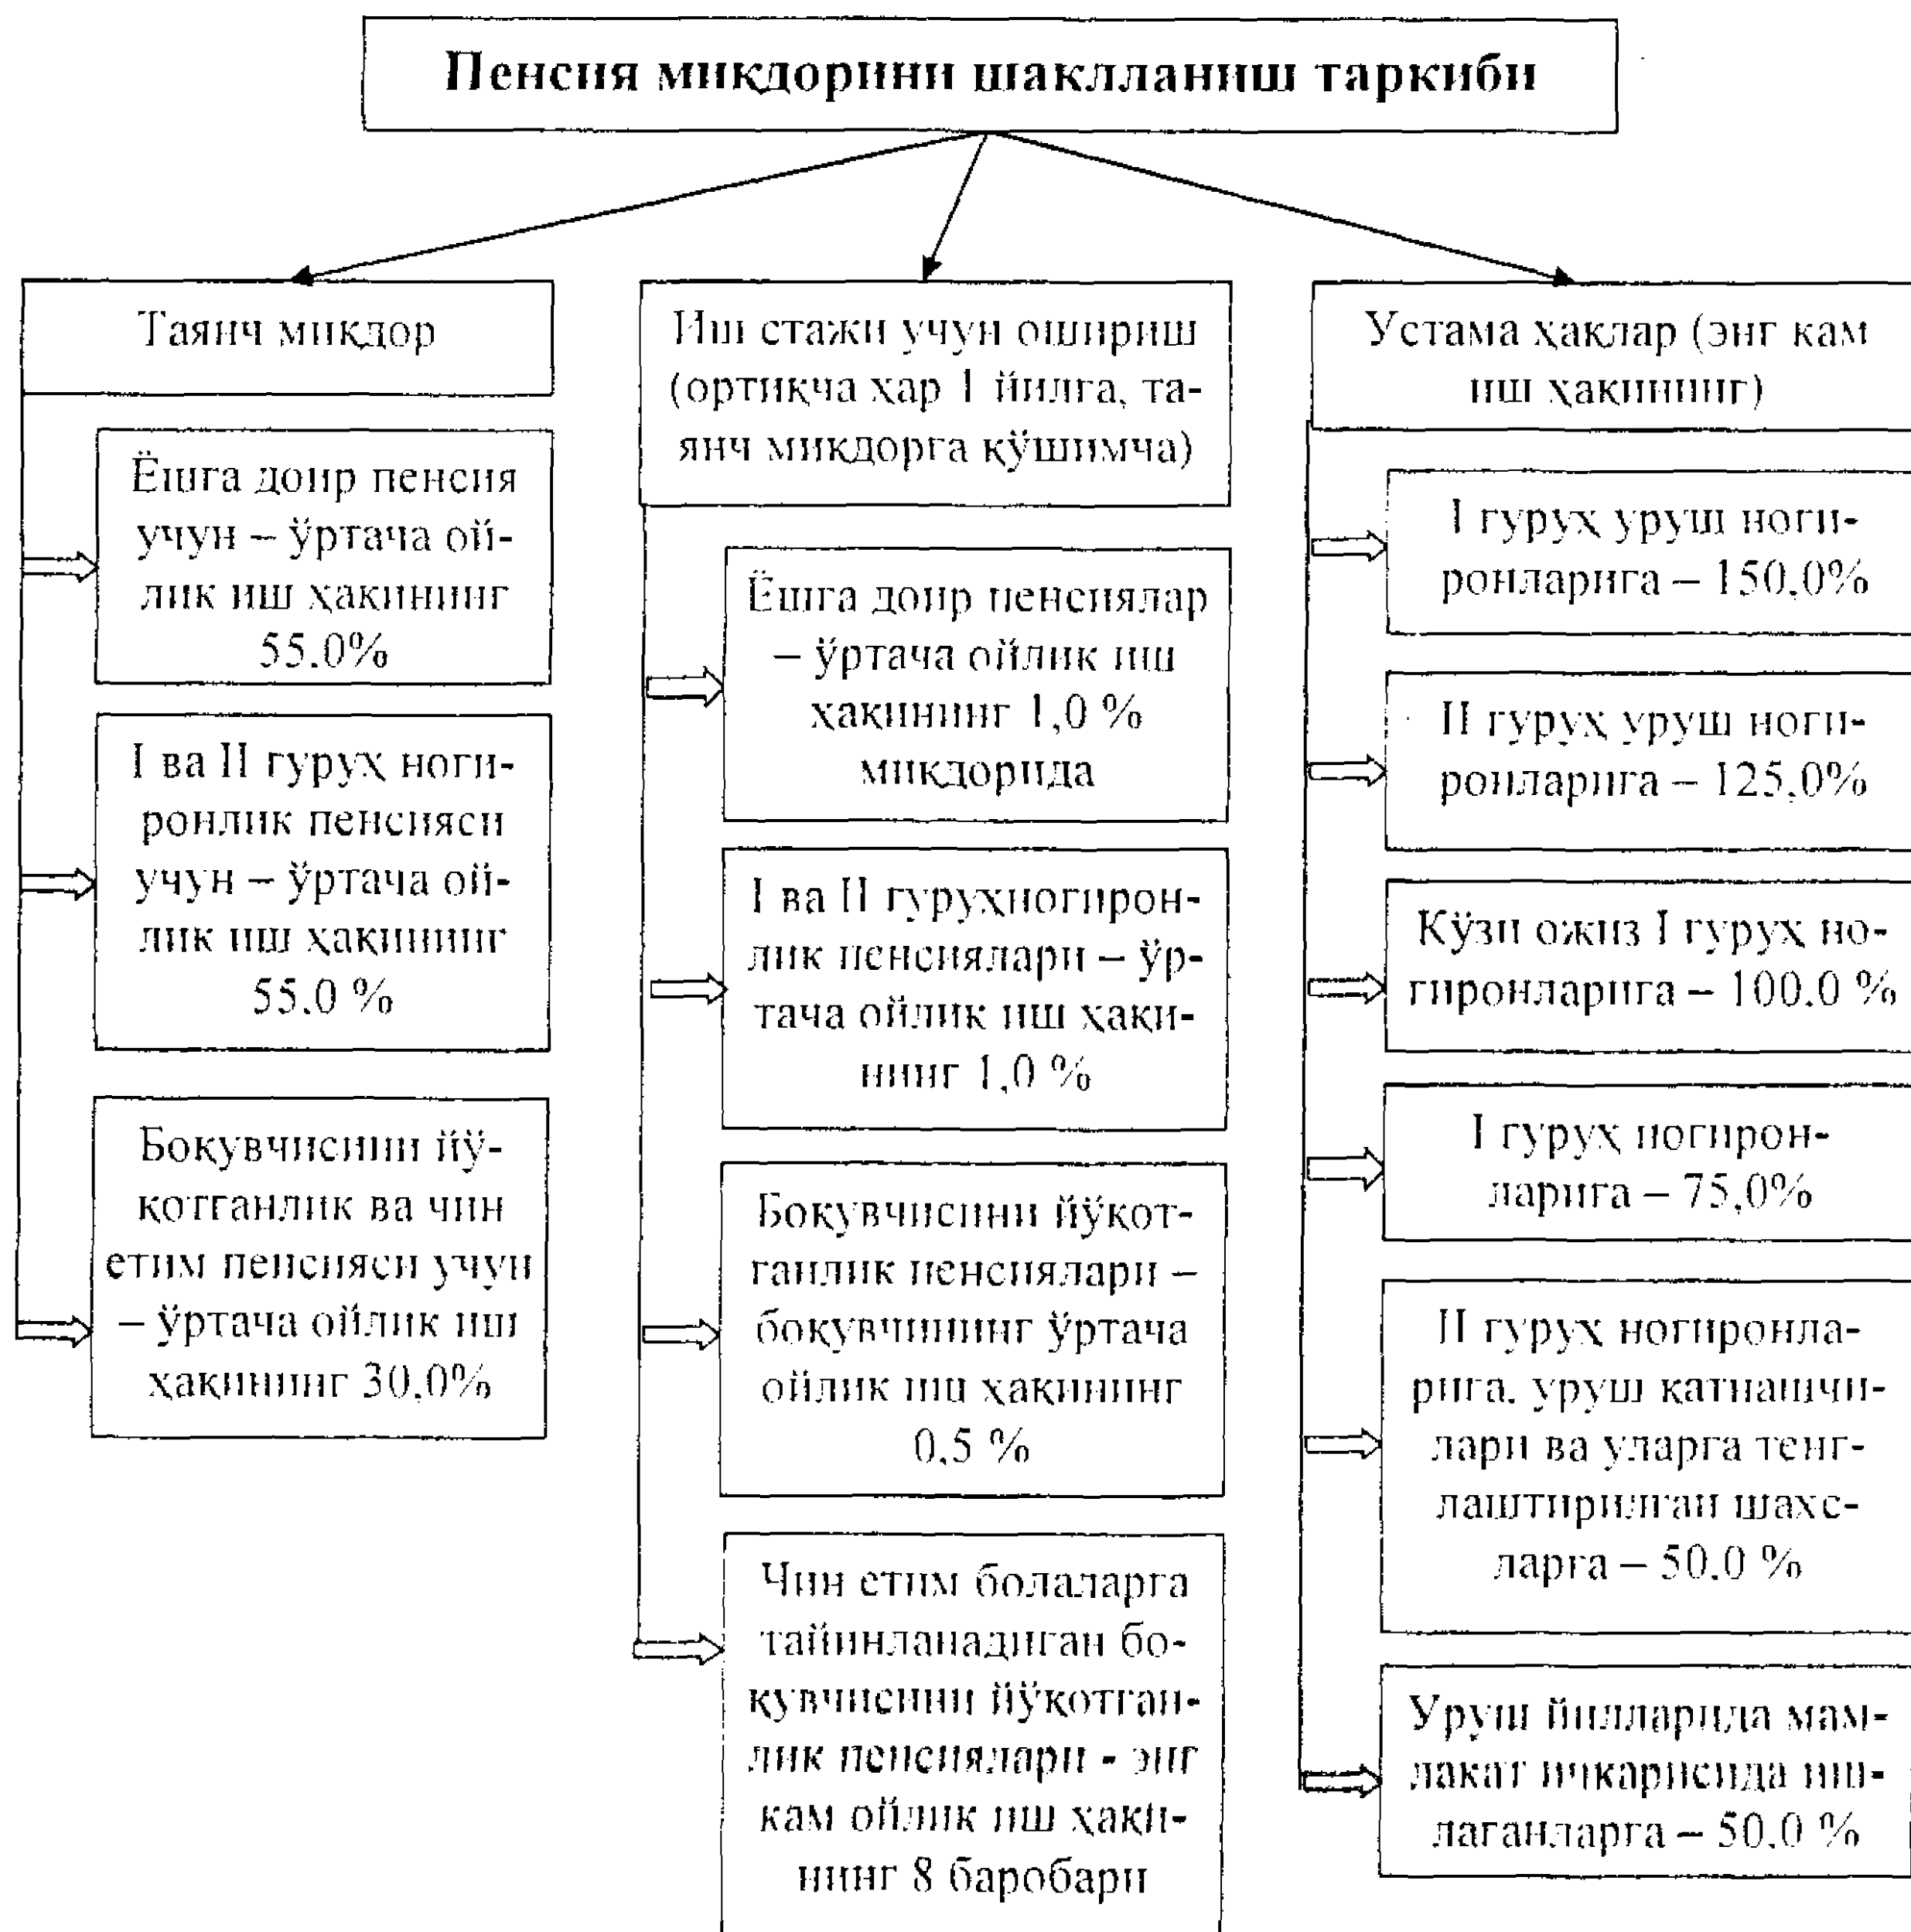 Пенсия миқдорини шаклланиш таркиби
Таянч миқдор
Ёшга доир пенсия
учун – ўртача ой-
лик иш ҳақининг
55.0%
I ва II гуруҳ ноги-
ронлик пенсияси
учун – ўртача ой-
лик иш ҳақининг
55.0 %
Боқувчисини йў-
қотганлик ва чин
етим пенсияси учун
– ўртача ойлик иш
ҳақининг 30.0%
Иш стажи учун ошириш
(ортиқча ҳар 1 йилга, та-
янч миқдорга қўшимча)
Ёшга доир пенсиялар
– ўртача ойлик иш
ҳақининг 1,0 %
миқдорида
I ва II гуруҳногирон-
лик пенсиялари – ўр-
тача ойлик иш ҳақи-
нинг 1,0 %
Боқувчисини йўқот-
ганлик пенсиялари –
боқувчининг ўртача
ойлик иш ҳақининг
0,5 %
Чин етим болаларга
тайинланадиган бо-
қувчисини йўқотган-
лик пенсиялари - энг
кам ойлик иш ҳақи-
нинг 8 баробари
Устама ҳақлар (энг кам
иш ҳақининг)
I гуруҳ уруш ноги-
ронларига – 150,0%
II гуруҳ уруш ноги-
ронларига – 125,0%
Кўзи ожиз I гуруҳ но-
гиронларига – 100.0 %
I гуруҳ ногирон-
ларига – 75,0%
II гуруҳ ногиронла-
рига, уруш қатнашчи-
лари ва уларга тенг-
лаштирилган шахс-
ларга – 50.0 %
Уруш йилларида мам-
лакат ичкарисида иш-
лаганларга – 50.0 %